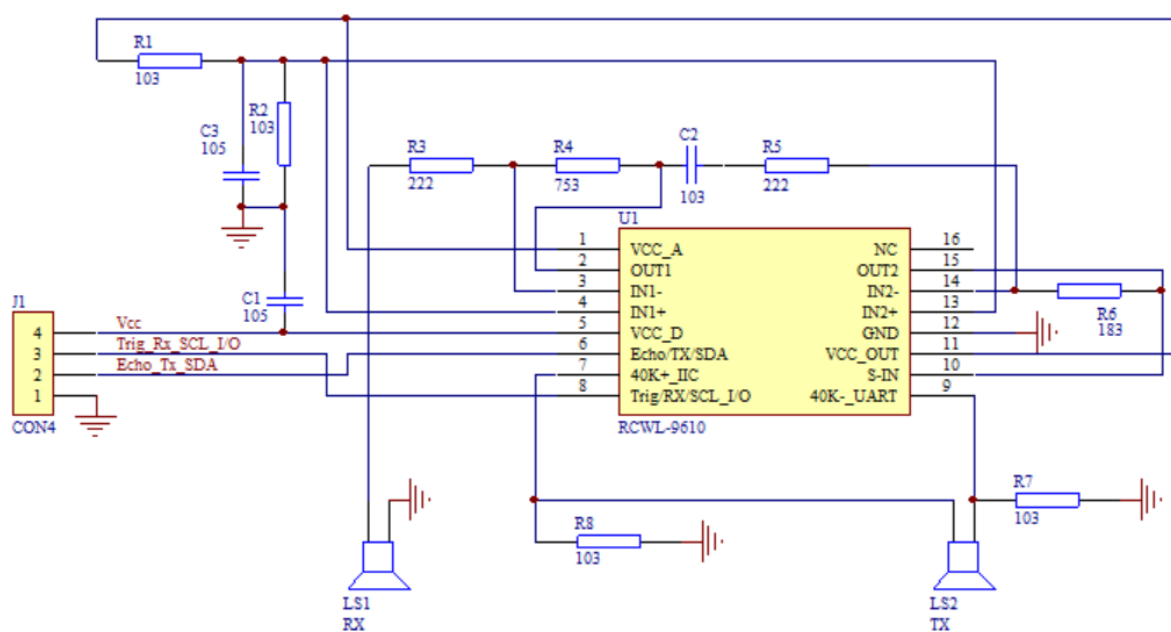 R1
103
R2
103
C3
105
R3
222
R4
753
C2
103
R5
222
U1
1 VCC_A NC 16
2 OUT1 OUT2 15
3 IN1- IN2- 14
4 IN1+ IN2+ 13
5 VCC_D GND 12
6 Echo/TX/SDA VCC_OUT 11
7 40K+_IIC S-IN 10
8 Trig/RX/SCL_I/O 40K-_UART 9
RCWL-9610
C1
105
R6
183
J1
4 Vcc
3 Trig_Rx_SCL_I/O
2 Echo_Tx_SDA
1
CON4
R7
103
R8
103
LS1
RX
LS2
TX